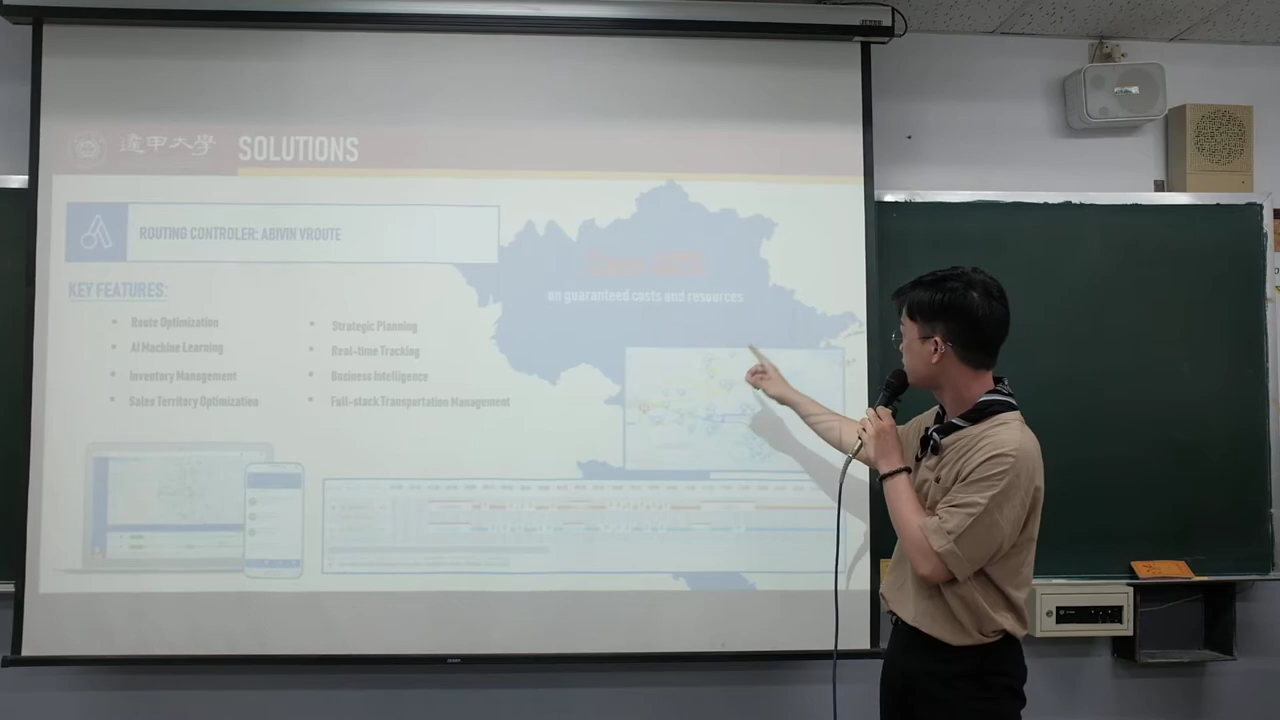 逢甲大學
SOLUTIONS
ROUTING CONTROLER: ABIVIN VROUTE
KEY FEATURES:
▪ Route Optimization
▪ AI Machine Learning
▪ Inventory Management
▪ Sales Territory Optimization
▪ Strategic Planning
▪ Real-time Tracking
▪ Business Intelligence
▪ Full-stack Transportation Management
on guaranteed costs and resources